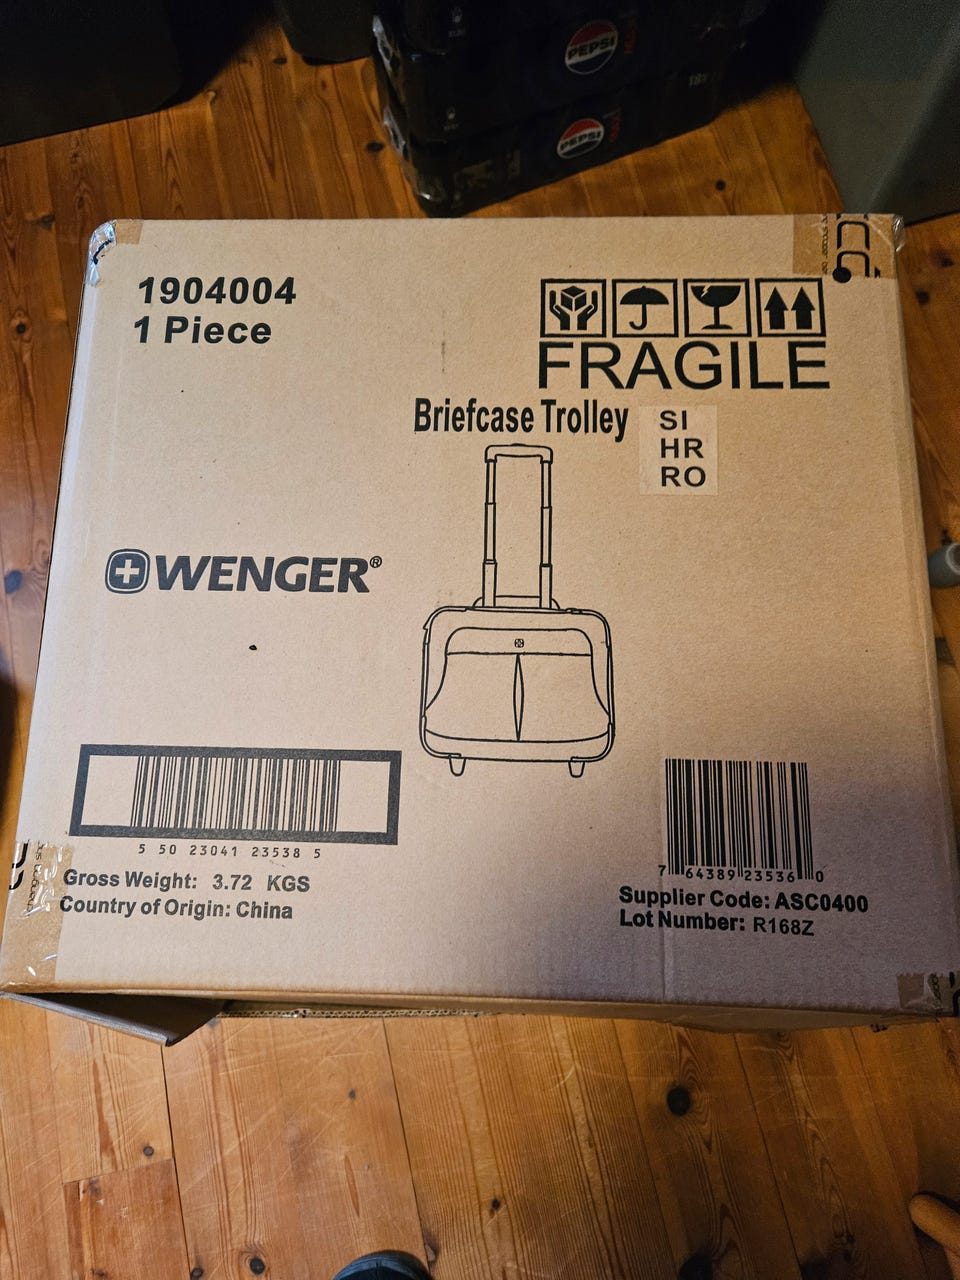 PEPSI
PEPSI
18x
1904004
1 Piece
FRAGILE
Briefcase Trolley
SI
HR
RO
WENGER®
5 50 23041 23538 5
Gross Weight: 3.72 KGS
Country of Origin: China
7 64389 23536 0
Supplier Code: ASC0400
Lot Number: R168Z